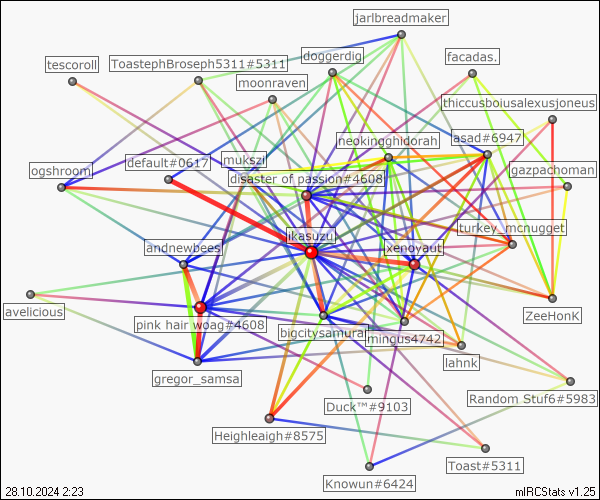 jarlbreadmaker
doggerdig
facadas.
tescoroll
ToastephBroseph5311#5311
moonraven
thiccusboiusalexusjoneus
neokingghidorah
asad#6947
mukszii
default#0617
ogshroom
disaster of passion#4608
gazpachoman
turkey_mcnugget
ikasuzu
xenoyaut
andnewbees
avelicious
ZeeHonK
pink hair woag#4608
bigcitysamurai
mingus4742
lahnk
gregor_samsa
Random Stuf6#5983
Duck™#9103
Heighleaigh#8575
Toast#5311
Knowun#6424
28.10.2024 2:23
mIRCStats v1.25